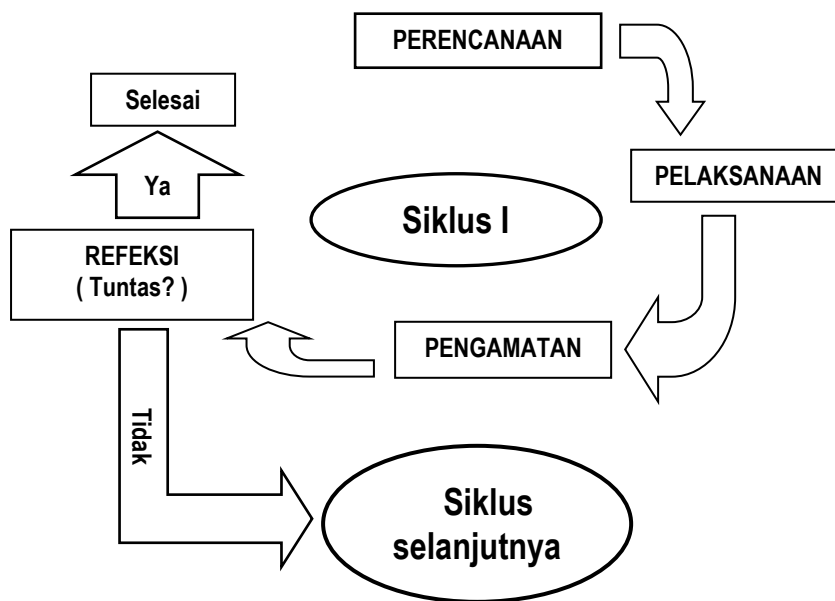 PERENCANAAN
Selesai
PELAKSANAAN
Ya
Siklus I
REFEKSI
( Tuntas? )
PENGAMATAN
Tidak
Siklus
selanjutnya